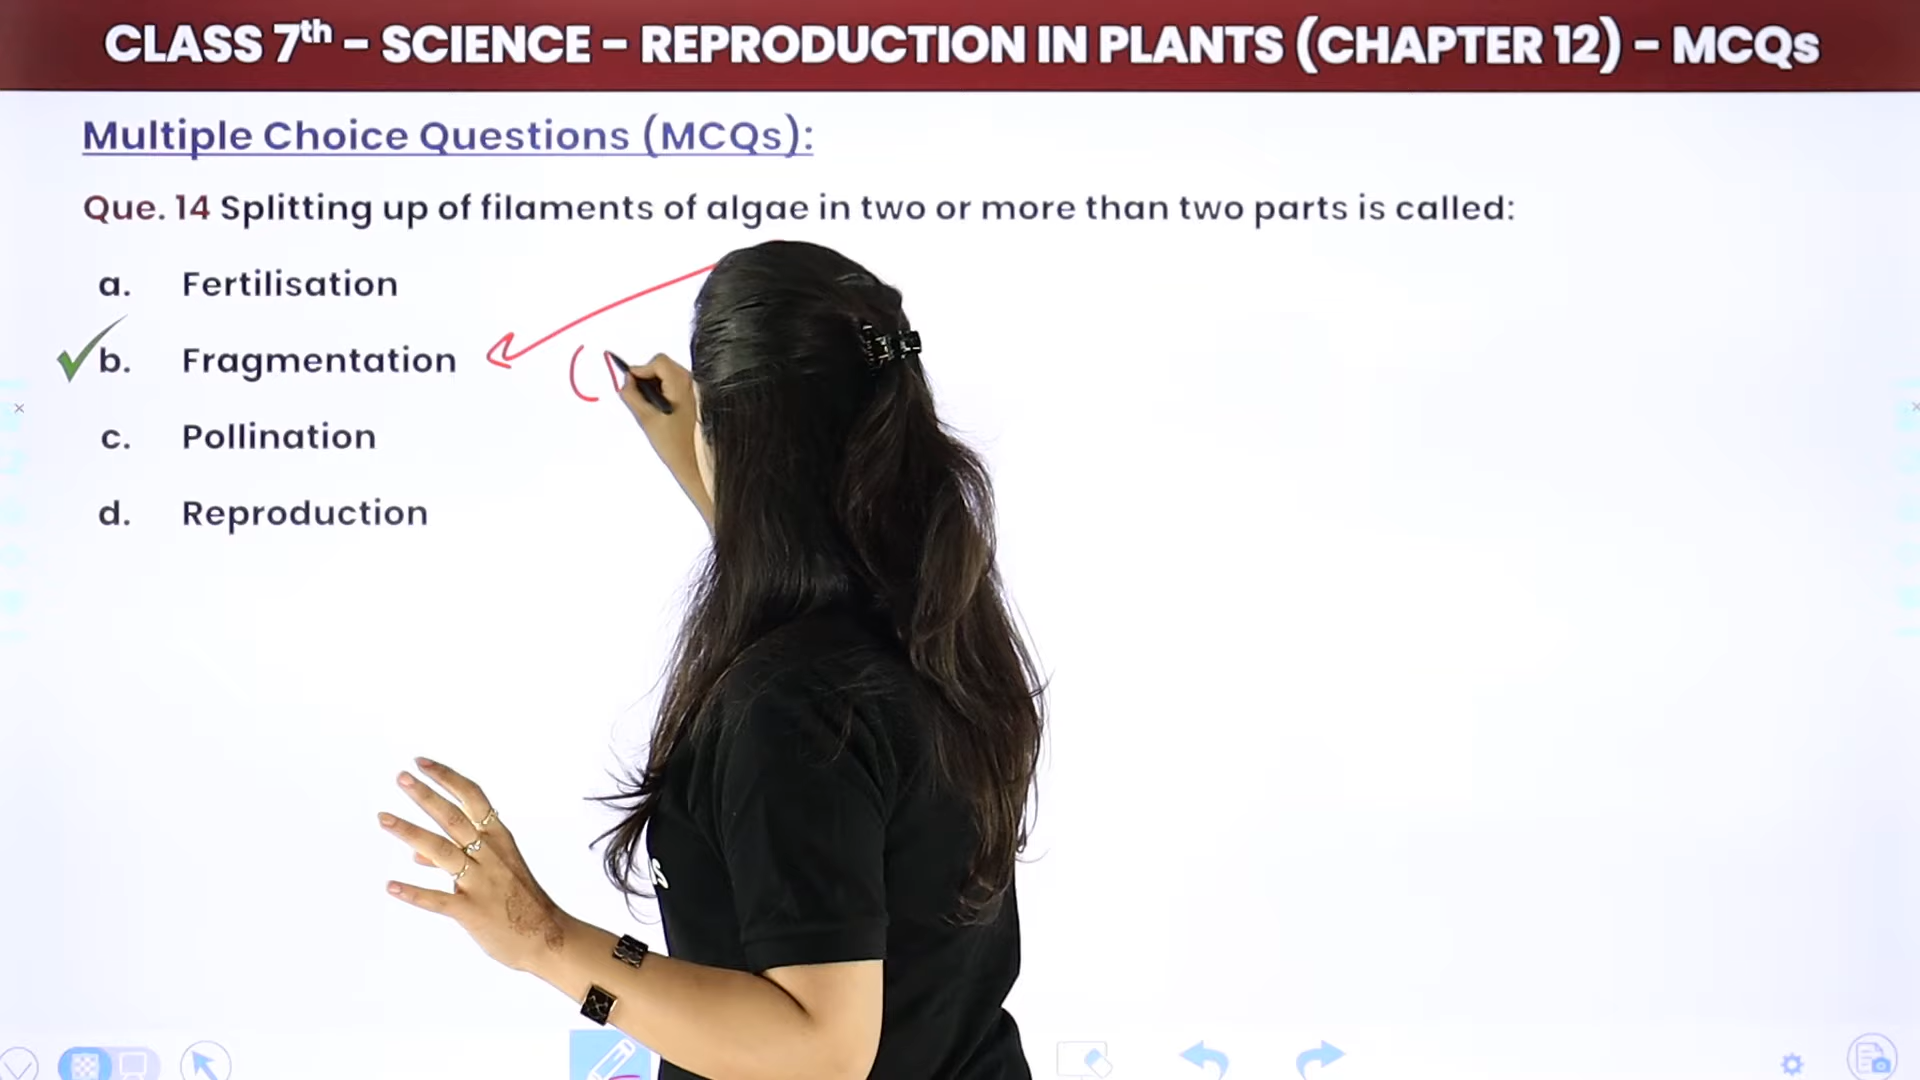 CLASS 7th – SCIENCE – REPRODUCTION IN PLANTS (CHAPTER 12) – MCQs
Multiple Choice Questions (MCQs):
Que. 14 Splitting up of filaments of algae in two or more than two parts is called:
a. Fertilisation
b. Fragmentation
c. Pollination
d. Reproduction